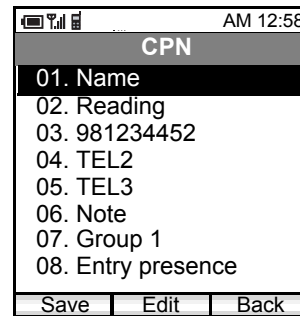 AM 12:58
CPN
01. Name
02. Reading
03. 981234452
04. TEL2
05. TEL3
06. Note
07. Group 1
08. Entry presence
Save Edit Back